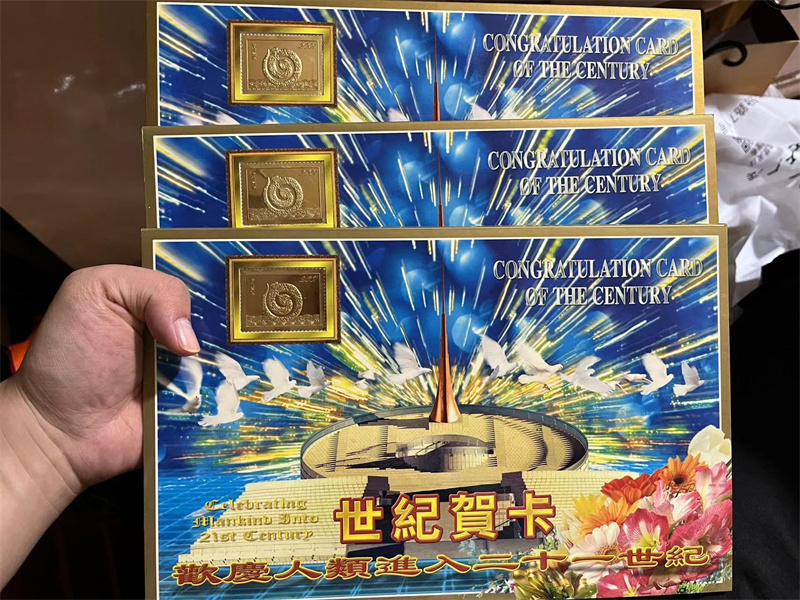 CONGRATULATION CARD
OF THE CENTURY
CONGRATULATION CARD
OF THE CENTURY
CONGRATULATION CARD
OF THE CENTURY
Celebrating
Mankind Into
21st Century
世紀賀卡
歡慶人類進入二十一世紀